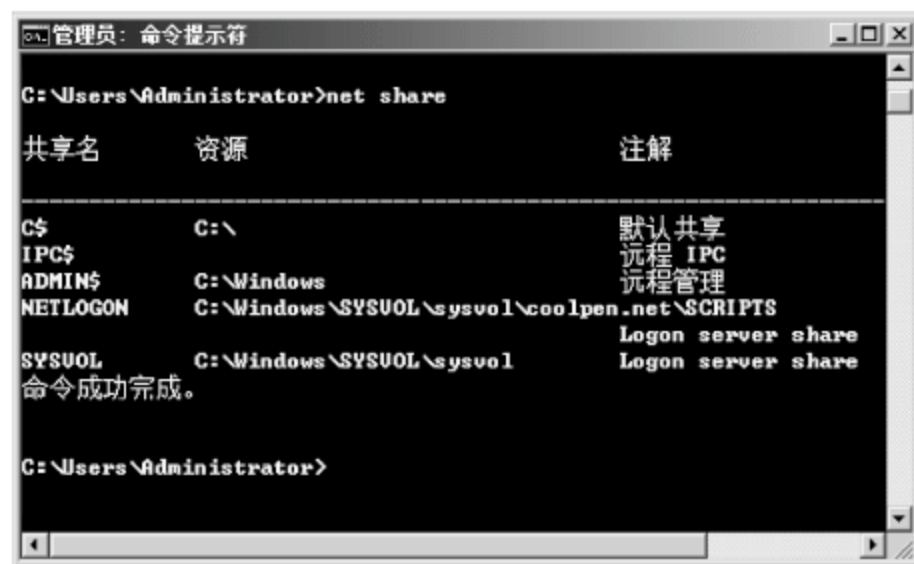 管理员: 命令提示符
C:\Users\Administrator>net share
共享名 资源 注解
-------------------------------------------------------------------------------
C$ C:\ 默认共享
IPC$ 远程 IPC
ADMIN$ C:\Windows 远程管理
NETLOGON C:\Windows\SYSVOL\sysvol\coolpen.net\SCRIPTS
Logon server share
SYSVOL C:\Windows\SYSVOL\sysvol Logon server share
命令成功完成。
C:\Users\Administrator>